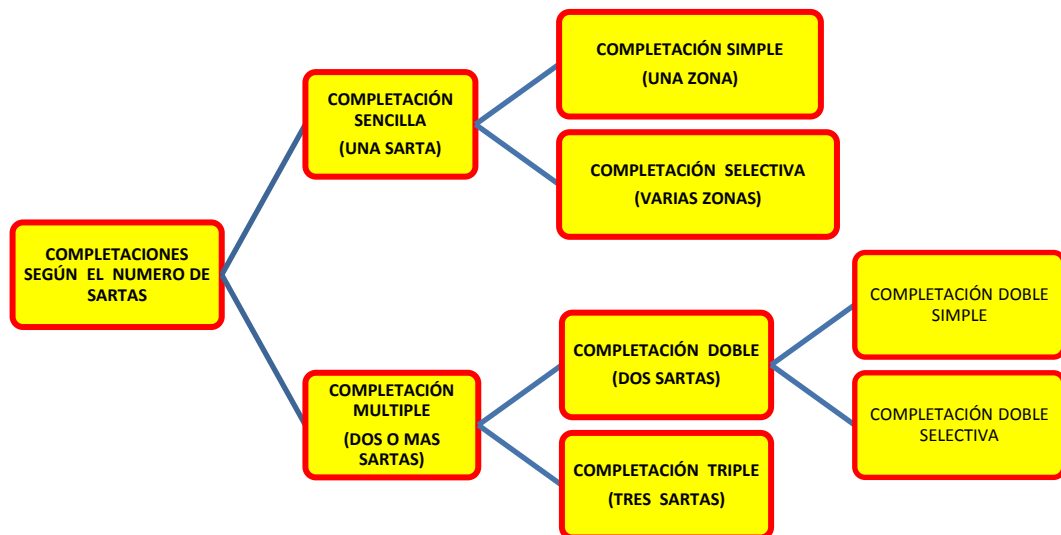 COMPLETACIONES
SEGÚN EL NUMERO DE
SARTAS
COMPLETACIÓN
SENCILLA
(UNA SARTA)
COMPLETACIÓN SIMPLE
(UNA ZONA)
COMPLETACIÓN SELECTIVA
(VARIAS ZONAS)
COMPLETACIÓN
MULTIPLE
(DOS O MAS
SARTAS)
COMPLETACIÓN DOBLE
(DOS SARTAS)
COMPLETACIÓN DOBLE
SIMPLE
COMPLETACIÓN DOBLE
SELECTIVA
COMPLETACIÓN TRIPLE
(TRES SARTAS)